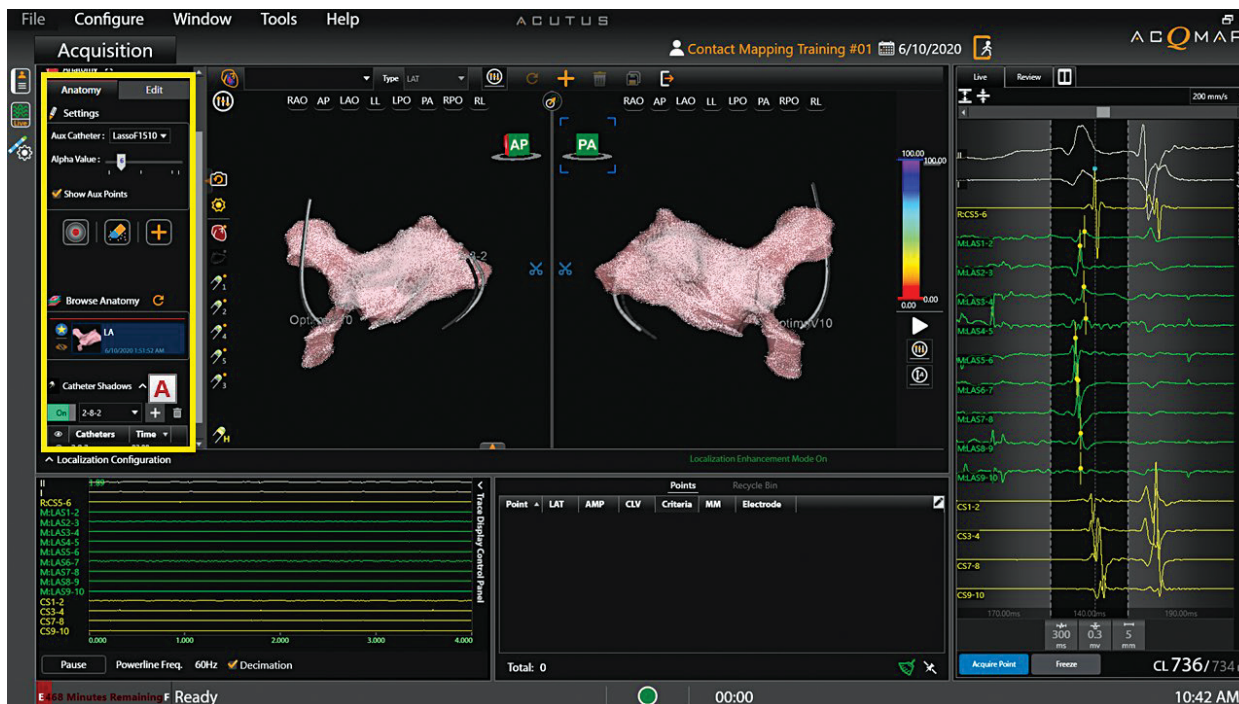 File Configure Window Tools Help ACUTUS
Acquisition Contact Mapping Training #01 6/10/2020 ACQMAP
Anatomy
Anatomy Edit
Settings
Aux Catheter : LassoF1510
Alpha Value : 6
Show Aux Points
Browse Anatomy
LA
6/10/2020 1:51:52 AM
Catheter Shadows A
On 2-8-2
Catheters Time
Localization Configuration
Type LAT
RAO AP LAO LL LPO PA RPO RL
RAO AP LAO LL LPO PA RPO RL
AP
PA
100.00 100.00
0.00 0.00
1
2
4
5
3
H
Localization Enhancement Mode On
Live Review
200 mm/s
II
I
R:CS5-6
M:LAS1-2
M:LAS2-3
M:LAS3-4
M:LAS4-5
M:LAS5-6
M:LAS6-7
M:LAS7-8
M:LAS8-9
M:LAS9-10
CS1-2
CS3-4
CS7-8
CS9-10
170.00ms 140.00ms 190.00ms
300 0.3 5
ms mv mm
Acquire Point Freeze CL 736/ 734
II 1.89
I
R:CS5-6
M:LAS1-2
M:LAS2-3
M:LAS3-4
M:LAS4-5
M:LAS5-6
M:LAS6-7
M:LAS7-8
M:LAS8-9
M:LAS9-10
CS1-2
CS3-4
CS7-8
CS9-10
0.000 1.000 2.000 3.000 4.000
Trace Display Control Panel
Pause Powerline Freq. 60Hz Decimation
Points Recycle Bin
Point LAT AMP CLV Criteria MM Electrode
Total: 0
E 468 Minutes Remaining F Ready 00:00 10:42 AM